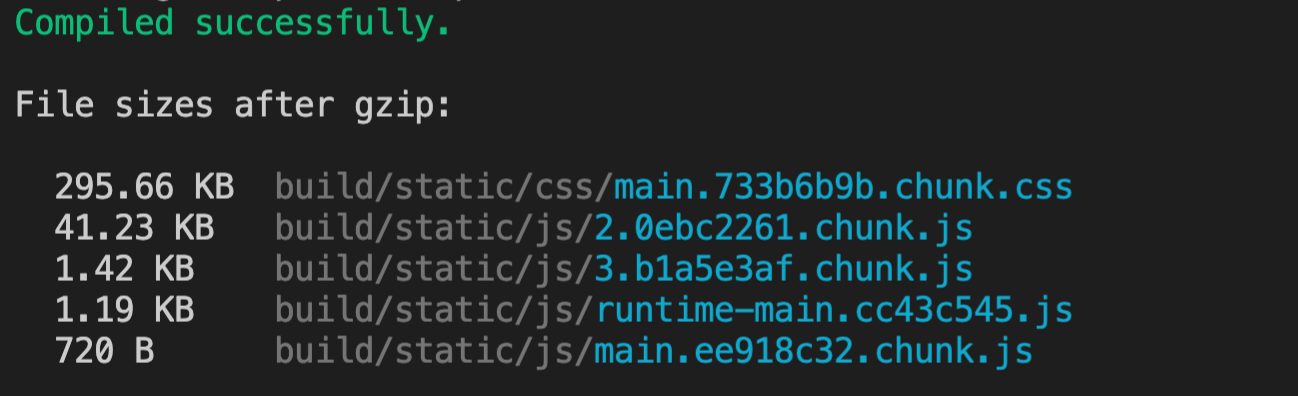 Compiled successfully.
File sizes after gzip:
295.66 KB build/static/css/main.733b6b9b.chunk.css
41.23 KB build/static/js/2.0ebc2261.chunk.js
1.42 KB build/static/js/3.b1a5e3af.chunk.js
1.19 KB build/static/js/runtime-main.cc43c545.js
720 B build/static/js/main.ee918c32.chunk.js